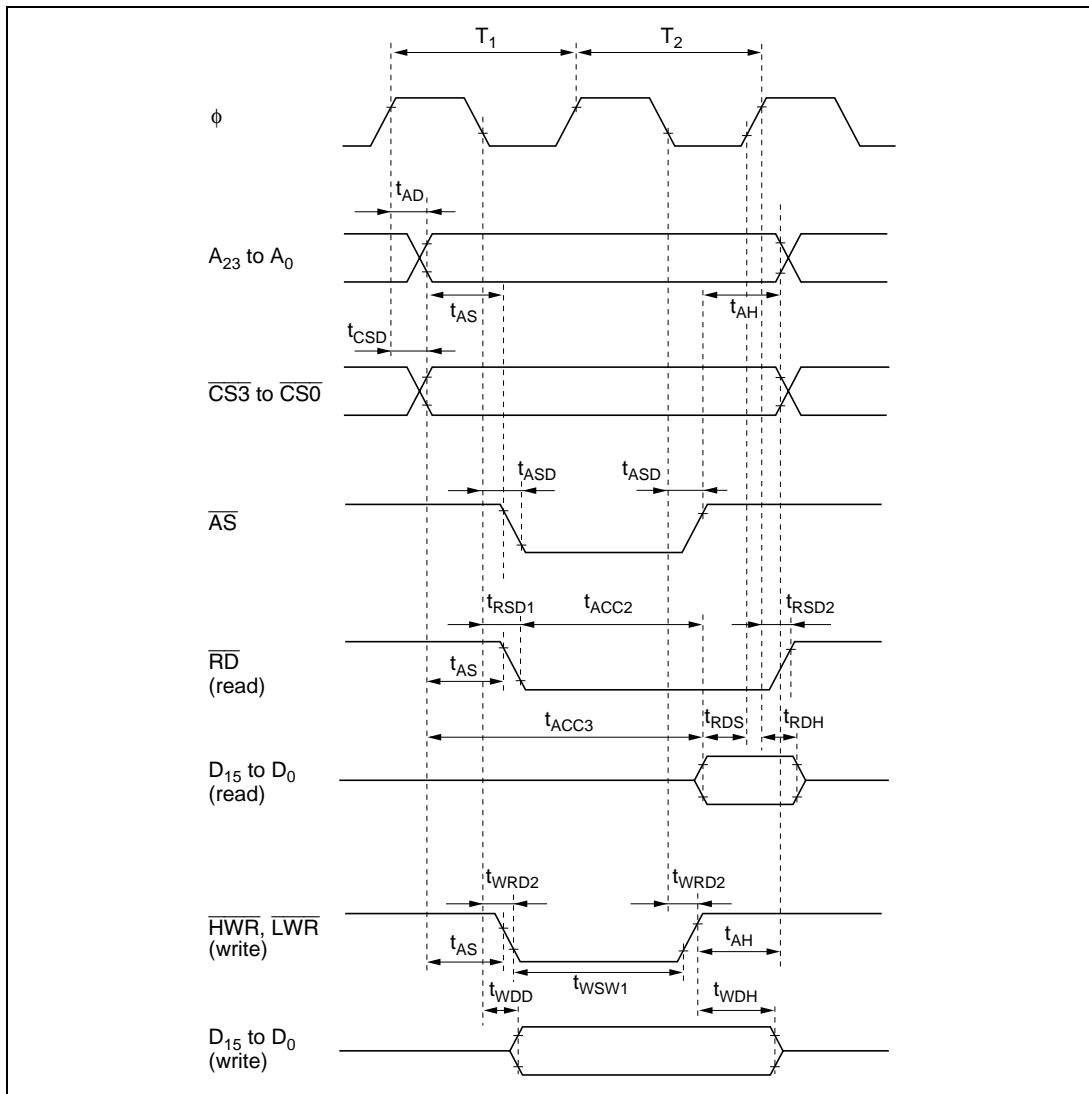 T1 T2
ϕ
tAD
A23 to A0
tAS tAH
tCSD
CS3 to CS0
tASD tASD
AS
tRSD1 tACC2 tRSD2
RD
(read)
tAS
tACC3 tRDS tRDH
D15 to D0
(read)
tWRD2 tWRD2
HWR, LWR
(write)
tAS tAH
tWSW1
tWDD tWDH
D15 to D0
(write)